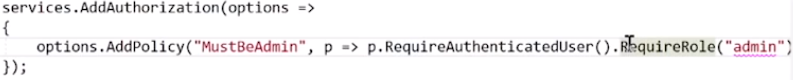 services.AddAuthorization(options =>
{
options.AddPolicy("MustBeAdmin", p => p.RequireAuthenticatedUser().RequireRole("admin")
});